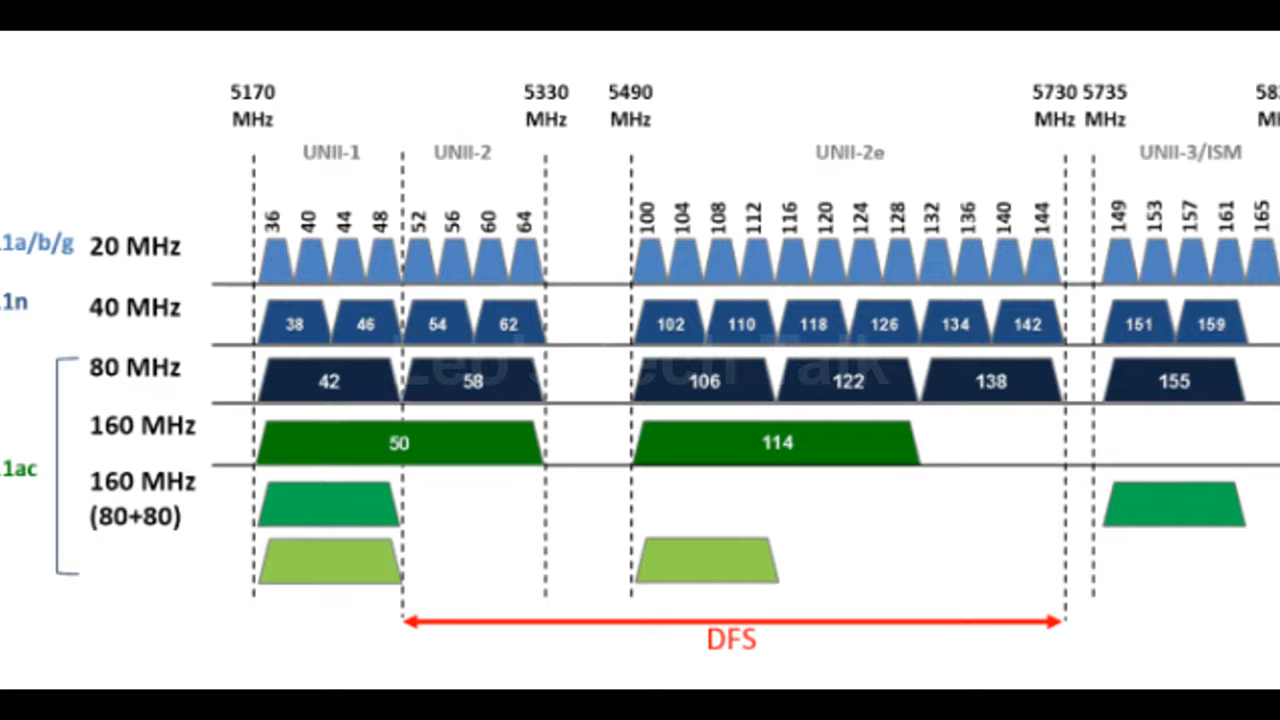 5170 MHz 5330 MHz 5490 MHz 5730 MHz 5735 MHz
UNII-1 UNII-2 UNII-2e UNII-3/ISM
36 40 44 48 52 56 60 64 100 104 108 112 116 120 124 128 132 136 140 144 149 153 157 161 165
a/b/g 20 MHz
1n 40 MHz 38 46 54 62 102 110 118 126 134 142 151 159
80 MHz 42 58 106 122 138 155
160 MHz 50 114
1ac
160 MHz
(80+80)
DFS